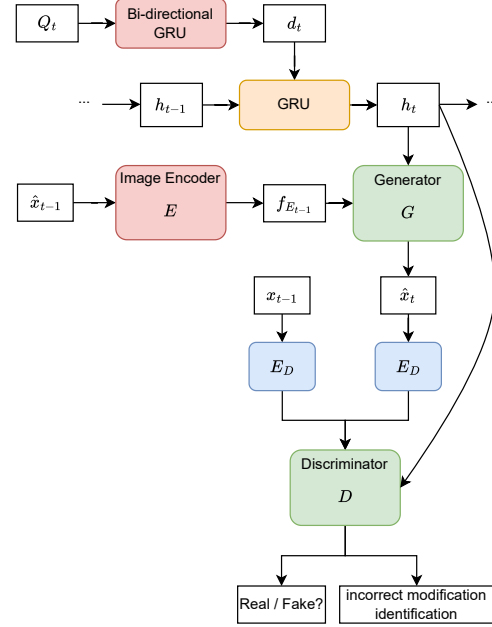 Q_t
Bi-directional
GRU
d_t
...
h_{t-1}
GRU
h_t
...
x̂_{t-1}
Image Encoder
E
f_{E_{t-1}}
Generator
G
x_{t-1}
x̂_t
E_D
E_D
Discriminator
D
Real / Fake?
incorrect modification
identification